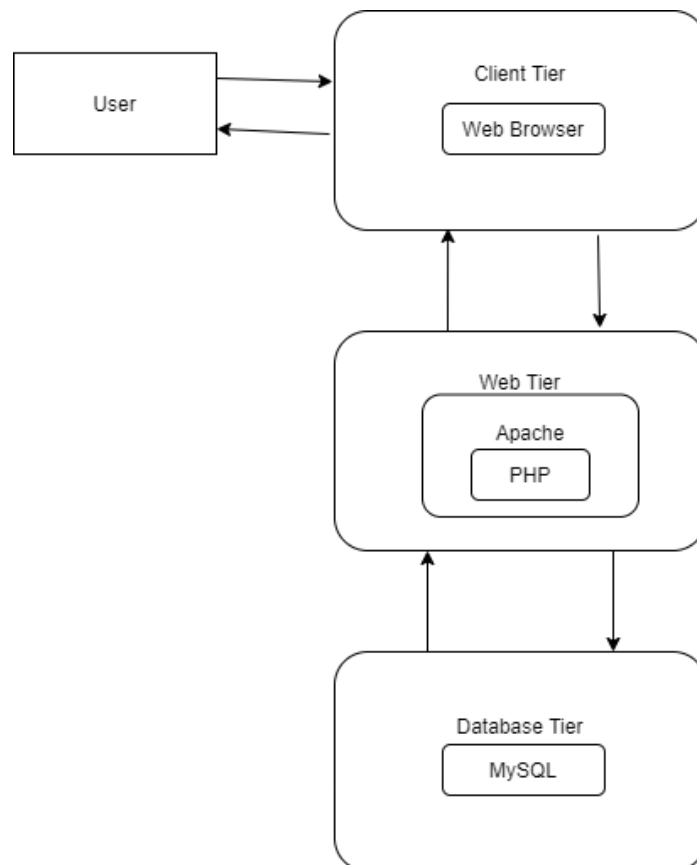 User
Client Tier
Web Browser
Web Tier
Apache
PHP
Database Tier
MySQL